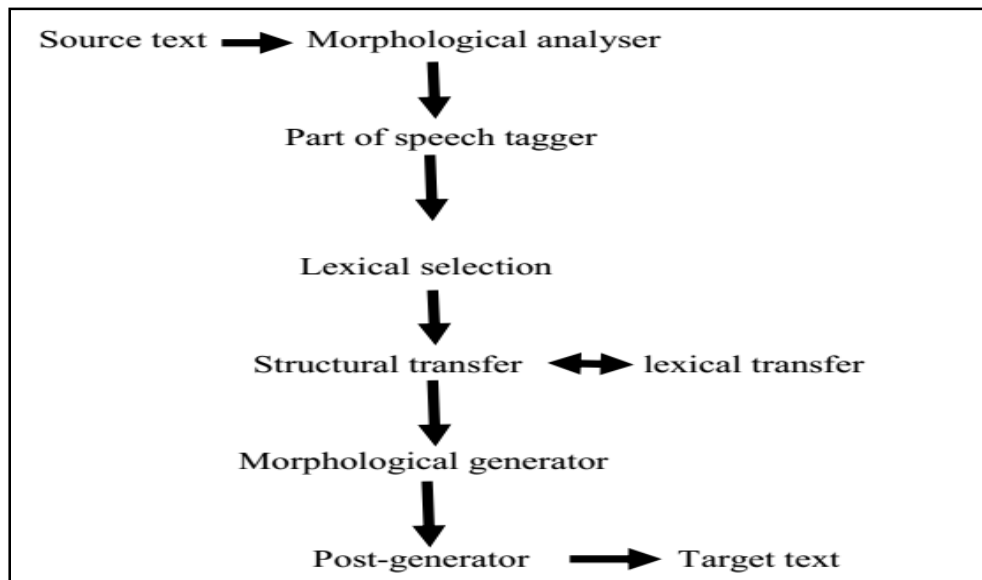 Source text Morphological analyser
Part of speech tagger
Lexical selection
Structural transfer lexical transfer
Morphological generator
Post-generator Target text